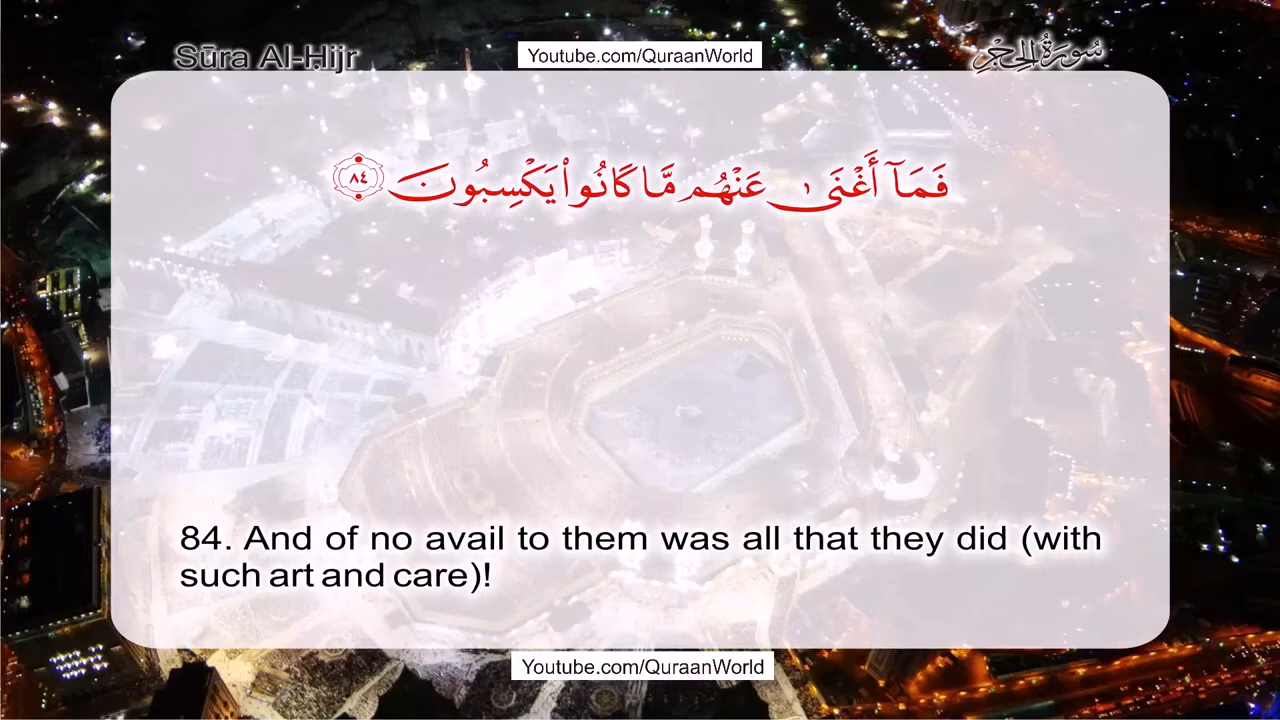 Sūra Al-Ḥijr
Youtube.com/QuraanWorld
سُورَةُ الحِجْرِ
فَمَآ أَغْنَىٰ عَنْهُم مَّا كَانُوا۟ يَكْسِبُونَ ٨٤
84. And of no avail to them was all that they did (with
such art and care)!
Youtube.com/QuraanWorld